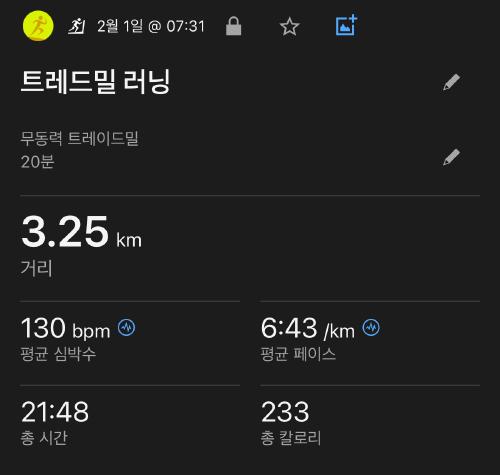 2월 1일 @ 07:31
트레드밀 러닝
무동력 트레이드밀
20분
3.25 km
거리
130 bpm
6:43 /km
평균 심박수
평균 페이스
21:48
233
총 시간
총 칼로리